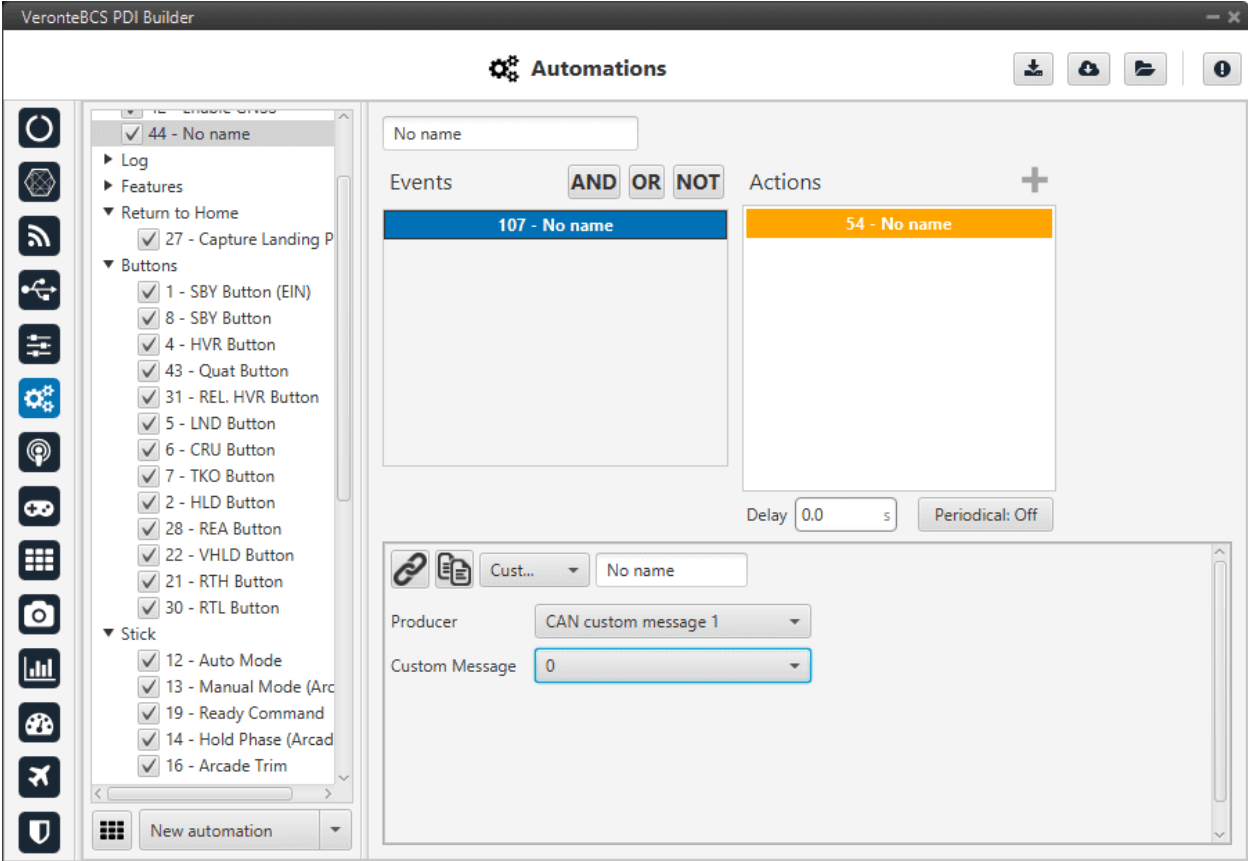 VeronteBCS PDI Builder
Automations
44 - No name
Log
Features
Return to Home
27 - Capture Landing P
Buttons
1 - SBY Button (EIN)
8 - SBY Button
4 - HVR Button
43 - Quat Button
31 - REL. HVR Button
5 - LND Button
6 - CRU Button
7 - TKO Button
2 - HLD Button
28 - REA Button
22 - VHLD Button
21 - RTH Button
30 - RTL Button
Stick
12 - Auto Mode
13 - Manual Mode (Arc
19 - Ready Command
14 - Hold Phase (Arcad
16 - Arcade Trim
New automation
No name
Events AND OR NOT
107 - No name
Actions
54 - No name
Delay 0.0 s Periodical: Off
Cust... No name
Producer CAN custom message 1
Custom Message 0